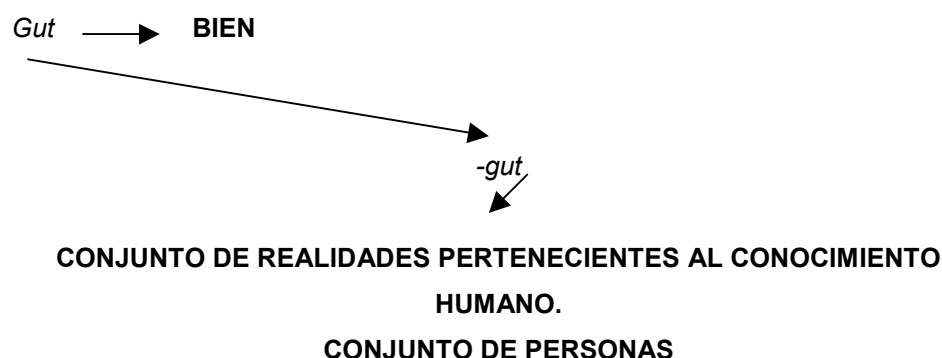 Gut BIEN
-gut
CONJUNTO DE REALIDADES PERTENECIENTES AL CONOCIMIENTO
HUMANO.
CONJUNTO DE PERSONAS